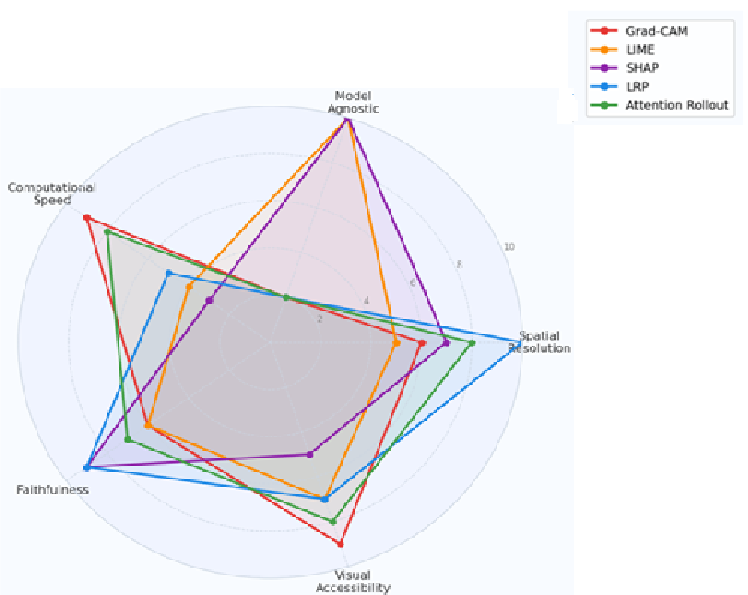 Grad-CAM
LIME
SHAP
LRP
Attention Rollout
Model
Agnostic
Computational
Speed
10
8
6
4
2
Spatial
Resolution
Faithfulness
Visual
Accessibility